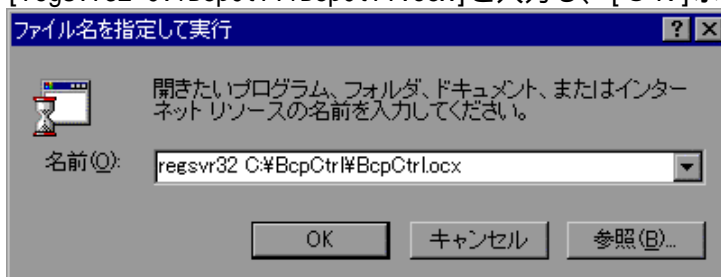 ファイル名を指定して実行
開きたいプログラム、フォルダ、ドキュメント、またはインター
ネット リソースの名前を入力してください。
名前(O):
regsvr32 C:¥BcpCtrl¥BcpCtrl.ocx
OK
キャンセル
参照(B)...